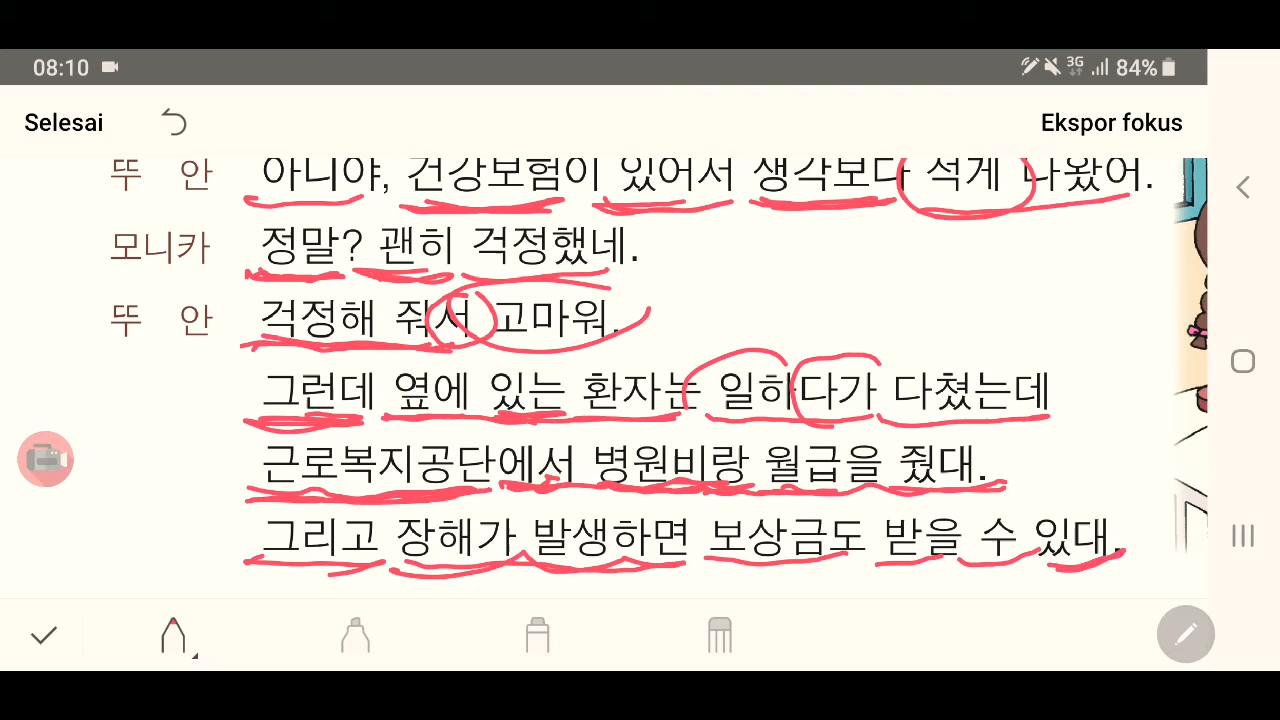 08:10 3G 84%
Selesai Ekspor fokus
뚜 안 아니야, 건강보험이 있어서 생각보다 적게 나왔어.
모니카 정말? 괜히 걱정했네.
뚜 안 걱정해 줘서 고마워.
그런데 옆에 있는 환자는 일하다가 다쳤는데
근로복지공단에서 병원비랑 월급을 줬대.
그리고 장해가 발생하면 보상금도 받을 수 있대.